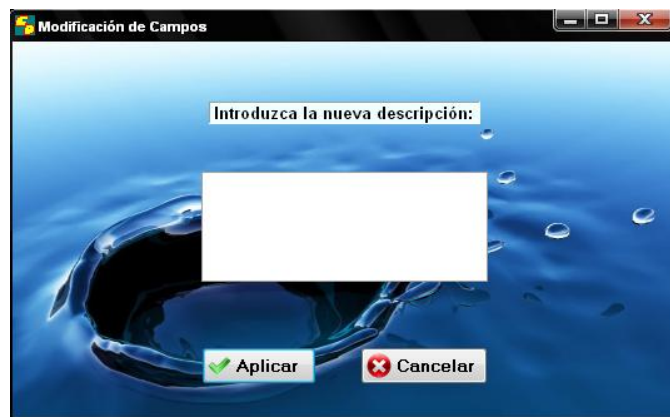 Modificación de Campos
Introduzca la nueva descripción:
Aplicar
Cancelar